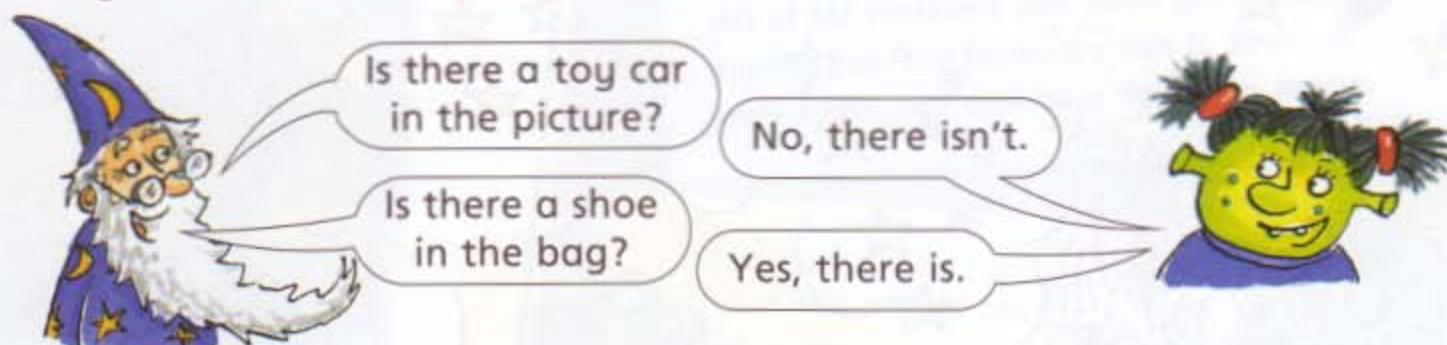 Is there a toy car
in the picture?
No, there isn't.
Is there a shoe
in the bag?
Yes, there is.